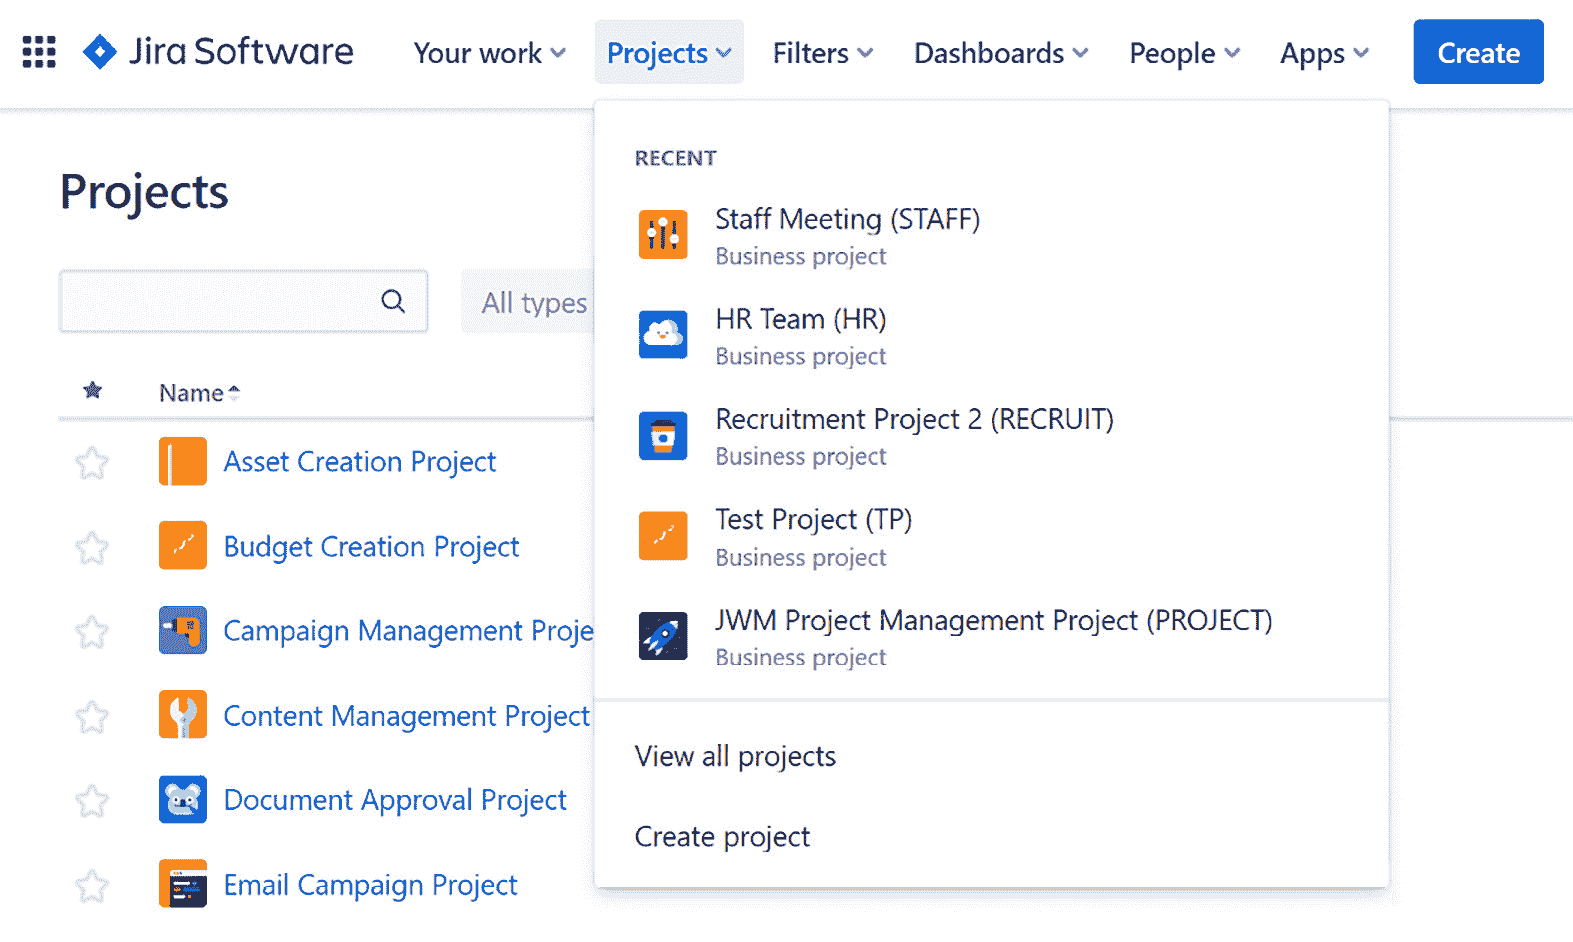 Jira Software
Your work
Projects
Filters
Dashboards
People
Apps
Create
Projects
All types
Name
Asset Creation Project
Budget Creation Project
Campaign Management Proje
Content Management Project
Document Approval Project
Email Campaign Project
RECENT
Staff Meeting (STAFF)
Business project
HR Team (HR)
Business project
Recruitment Project 2 (RECRUIT)
Business project
Test Project (TP)
Business project
JWM Project Management Project (PROJECT)
Business project
View all projects
Create project